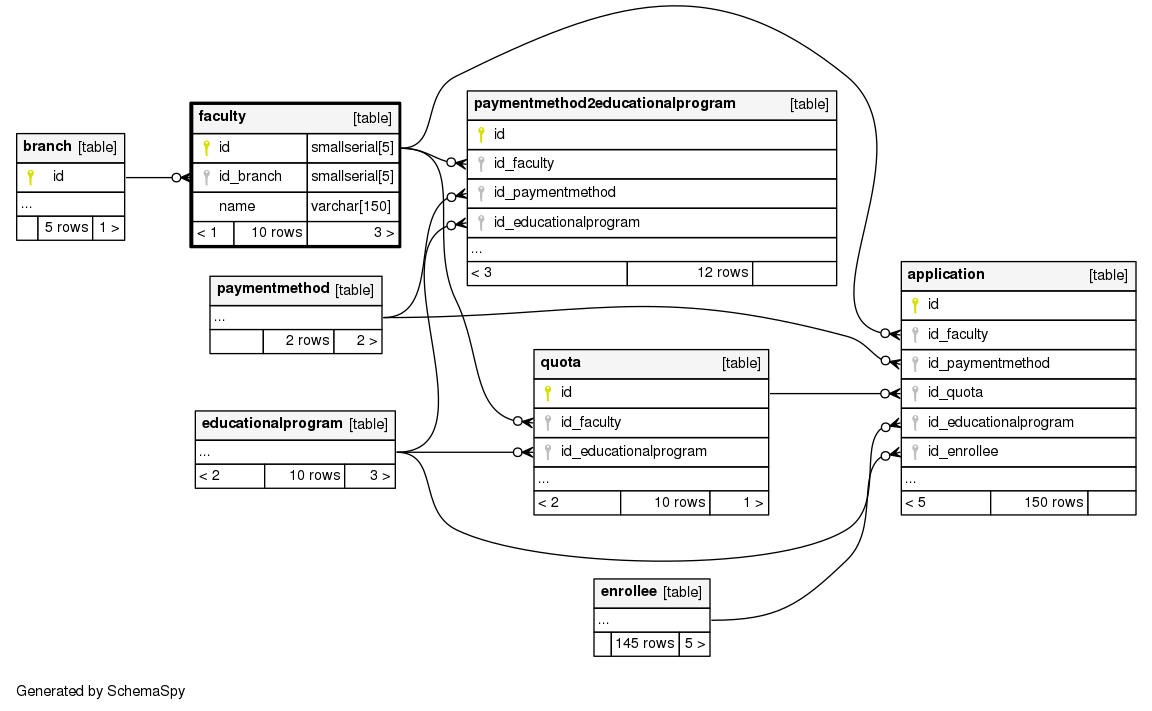 branch [table]
id
...
5 rows 1 >
faculty [table]
id smallserial[5]
id_branch smallserial[5]
name varchar[150]
< 1 10 rows 3 >
paymentmethod2educationalprogram [table]
id
id_faculty
id_paymentmethod
id_educationalprogram
...
< 3 12 rows
paymentmethod [table]
...
2 rows 2 >
application [table]
id
id_faculty
id_paymentmethod
id_quota
id_educationalprogram
id_enrollee
...
< 5 150 rows
quota [table]
id
id_faculty
id_educationalprogram
...
< 2 10 rows 1 >
educationalprogram [table]
...
< 2 10 rows 3 >
enrollee [table]
...
145 rows 5 >
Generated by SchemaSpy